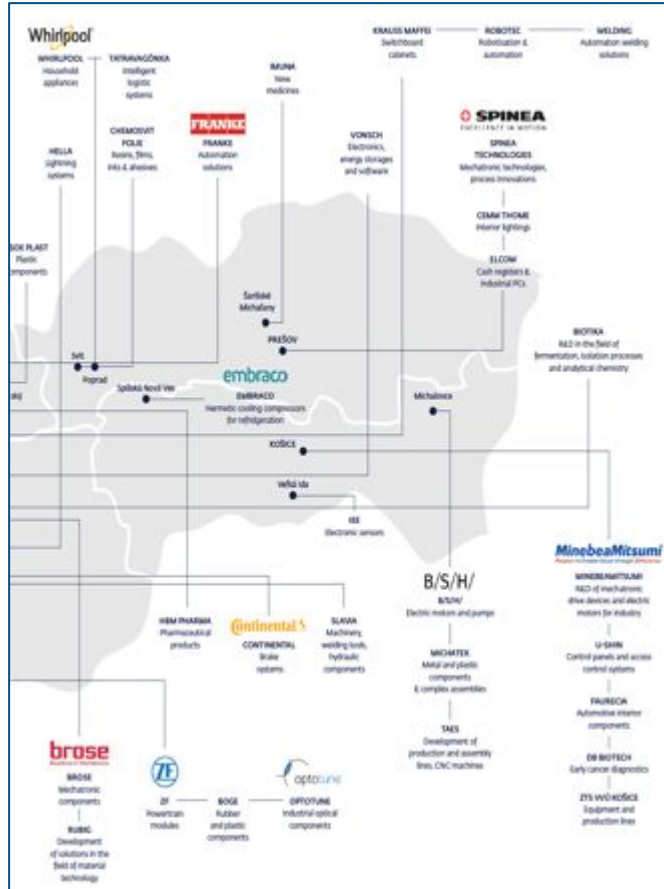 Whirlpool
WHIRLPOOL
Household
appliances
TATRAVAGÓNKA
Intelligent
logistic
systems
IMUNA
New
medicines
KRAUSS MAFFEI
Switchboard
cabinets
ROBOTEC
Robotisation &
automation
WELDING
Automation welding
solutions
HELLA
Lightning
systems
CHEMOSVIT
FOLIE
Resins, films,
inks &
FRANKE
FRANKE
Automation
solutions
VONSCH
Electronics,
energy storages
and software
SPINEA
EXCELLENCE IN MOTION
SPINEA
TECHNOLOGIES
Mechatronic technologies,
process innovations
CEMM THOME
Interior lightings
ELCOM
Cash registers &
industrial PCs
PLAST
Plastic
components
Šarišské
Michaľany
PREŠOV
BIOTIKA
R&D in the field of
fermentation, isolation processes
and analytical chemistry
Svit
Poprad
Spišská Nová Ves
embraco
EMBRACO
Hermetic cooling compressors
for refridgeration
Michalovce
KOŠICE
Veľká Ida
IEE
Electronic sensors
HBM PHARMA
Pharmaceutical
products
Continental
CONTINENTAL
Brake
systems
SLAVIA
Machinery,
welding tools,
hydraulic
components
B/S/H/
B/S/H/
Electric motors and pumps
MICHATEK
Metal and plastic
components
& complex assemblies
TAES
Development of
production and assembly
lines, CNC machines
MinebeaMitsumi
MINEBEAMITSUMI
R&D of mechatronic
drive devices and electric
motors for industry
U-SHIN
Control panels and access
control systems
FAURECIA
Automotive interior
components
DB BIOTECH
Early cancer diagnostics
ZTS VVÚ KOŠICE
Equipment and
production lines
brose
BROSE
Mechatronic
components
RUBIG
Development
of solutions in the
field of material
technology
ZF
ZF
Powertrain
modules
BOGE
Rubber
and plastic
components
optotune
OPTOTUNE
Industrial optical
components